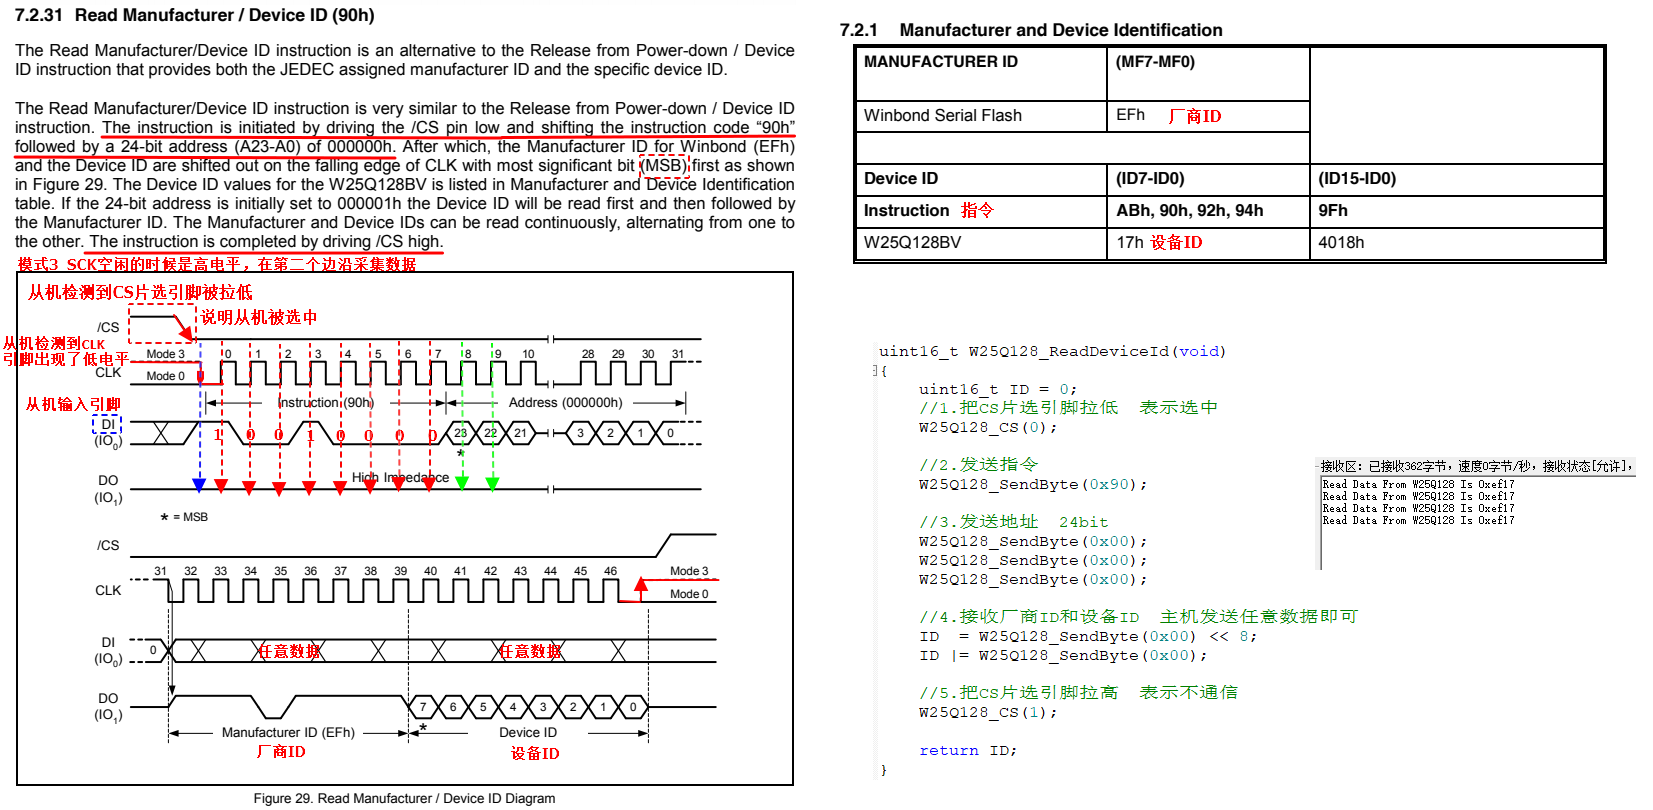 7.2.31 Read Manufacturer / Device ID (90h)
The Read Manufacturer/Device ID instruction is an alternative to the Release from Power-down / Device
ID instruction that provides both the JEDEC assigned manufacturer ID and the specific device ID.
The Read Manufacturer/Device ID instruction is very similar to the Release from Power-down / Device ID
instruction. The instruction is initiated by driving the /CS pin low and shifting the instruction code “90h”
followed by a 24-bit address (A23-A0) of 000000h. After which, the Manufacturer ID for Winbond (EFh)
and the Device ID are shifted out on the falling edge of CLK with most significant bit (MSB) first as shown
in Figure 29. The Device ID values for the W25Q128BV is listed in Manufacturer and Device Identification
table. If the 24-bit address is initially set to 000001h the Device ID will be read first and then followed by
the Manufacturer ID. The Manufacturer and Device IDs can be read continuously, alternating from one to
the other. The instruction is completed by driving /CS high.
模式3 SCK空闲的时候是高电平，在第二个边沿采集数据
从机检测到CS片选引脚被拉低
说明从机被选中
/CS
从机检测到CLK
引脚出现了低电平
Mode 3
0 1 2 3 4 5 6 7 8 9 10 28 29 30 31
CLK
Mode 0
从机输入引脚
Instruction (90h)
Address (000000h)
DI
(IO0)
1 0 0 1 0 0 0 0
23 22 21 3 2 1 0
*
High Impedance
DO
(IO1)
* = MSB
/CS
31 32 33 34 35 36 37 38 39 40 41 42 43 44 45 46
Mode 3
CLK
Mode 0
DI
(IO0)
0
任意数据
任意数据
DO
(IO1)
7 6 5 4 3 2 1 0
*
Manufacturer ID (EFh)
Device ID
厂商ID
设备ID
Figure 29. Read Manufacturer / Device ID Diagram
7.2.1 Manufacturer and Device Identification
MANUFACTURER ID (MF7-MF0)
Winbond Serial Flash EFh 厂商ID
Device ID (ID7-ID0) (ID15-ID0)
Instruction 指令 ABh, 90h, 92h, 94h 9Fh
W25Q128BV 17h 设备ID 4018h
uint16_t W25Q128_ReadDeviceId(void)
{
uint16_t ID = 0;
//1.把CS片选引脚拉低 表示选中
W25Q128_CS(0);
//2.发送指令
W25Q128_SendByte(0x90);
//3.发送地址 24bit
W25Q128_SendByte(0x00);
W25Q128_SendByte(0x00);
W25Q128_SendByte(0x00);
//4.接收厂商ID和设备ID 主机发送任意数据即可
ID = W25Q128_SendByte(0x00) << 8;
ID |= W25Q128_SendByte(0x00);
//5.把CS片选引脚拉高 表示不通信
W25Q128_CS(1);
return ID;
}
接收区：已接收362字节，速度0字节/秒，接收状态[允许]，
Read Data From W25Q128 Is 0xef17
Read Data From W25Q128 Is 0xef17
Read Data From W25Q128 Is 0xef17
Read Data From W25Q128 Is 0xef17